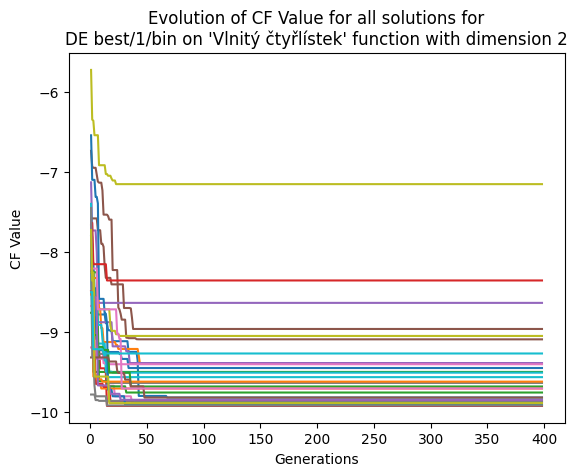 Evolution of CF Value for all solutions for
DE best/1/bin on 'Vlnitý čtyřlístek' function with dimension 2
CF Value
−6
−7
−8
−9
−10
0 50 100 150 200 250 300 350 400
Generations